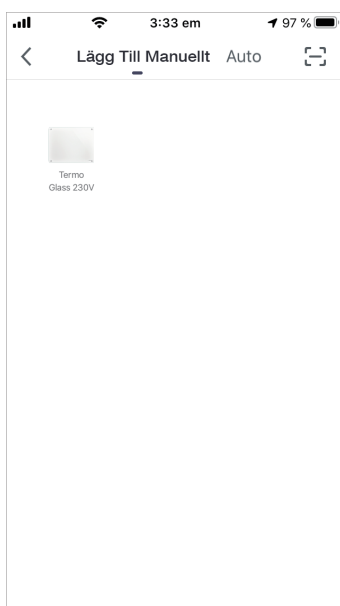 3:33 em
97 %
Lägg Till Manuellt Auto
Termo
Glass 230V